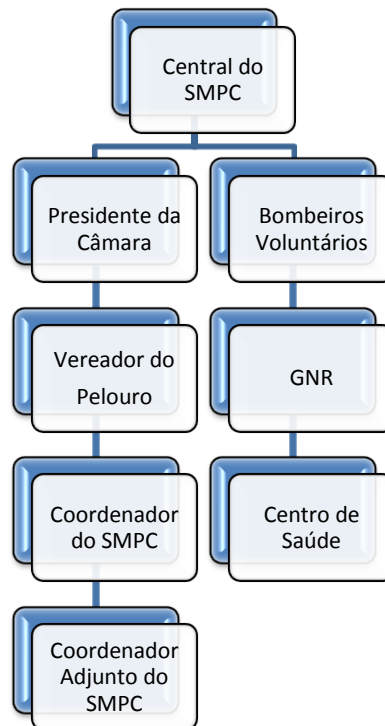 Central do
SMPC
Presidente da
Câmara
Bombeiros
Voluntários
Vereador do
Pelouro
GNR
Coordenador
do SMPC
Centro de
Saúde
Coordenador
Adjunto do
SMPC